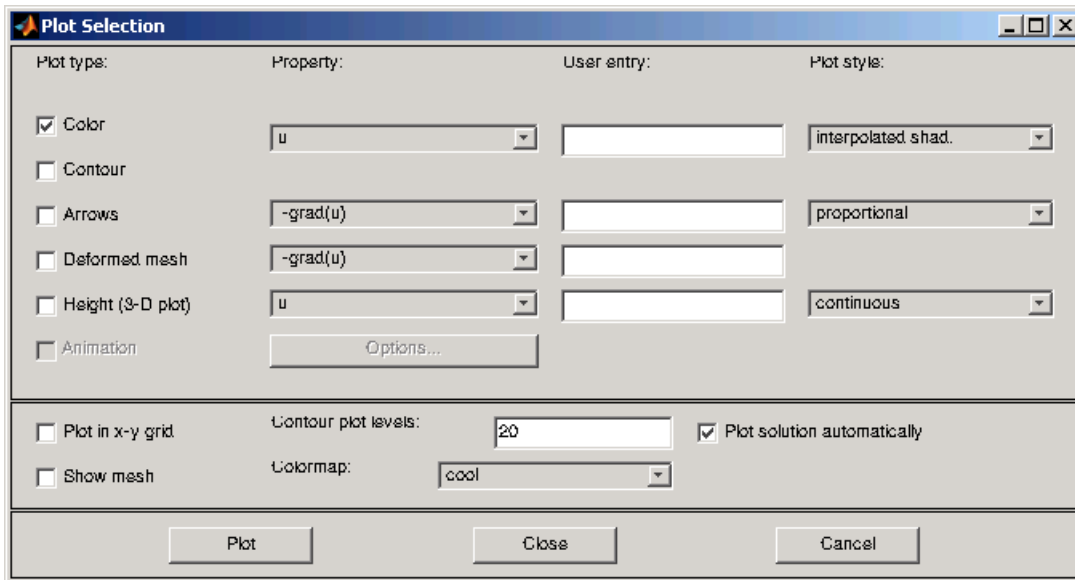 Plot Selection
Plot type: Property: User entry: Plot style:
Color u interpolated shad.
Contour
Arrows -grad(u) proportional
Deformed mesh -grad(u)
Height (3-D plot) u continuous
Animation Options...
Plot in x-y grid Contour plot levels: 20 Plot solution automatically
Show mesh Colormap: cool
Plot Close Cancel